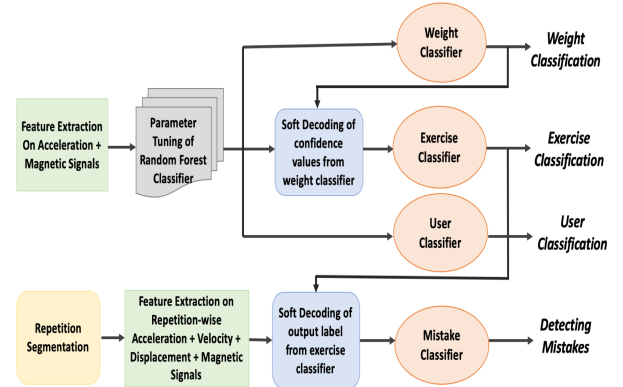 Weight
Classifier
Weight
Classification
Feature Extraction
On Acceleration +
Magnetic Signals
Parameter
Tuning of
Random Forest
Classifier
Soft Decoding of
confidence
values from
weight classifier
Exercise
Classifier
Exercise
Classification
User
Classifier
User
Classification
Repetition
Segmentation
Feature Extraction on
Repetition-wise
Acceleration + Velocity +
Displacement + Magnetic
Signals
Soft Decoding of
output label
from exercise
classifier
Mistake
Classifier
Detecting
Mistakes